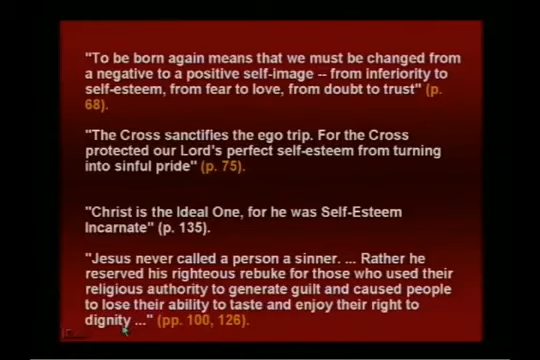 "To be born again means that we must be changed from
a negative to a positive self-image -- from inferiority to
self-esteem, from fear to love, from doubt to trust" (p.
68).
"The Cross sanctifies the ego trip. For the Cross
protected our Lord's perfect self-esteem from turning
into sinful pride" (p. 75).
"Christ is the Ideal One, for he was Self-Esteem
Incarnate" (p. 135).
"Jesus never called a person a sinner. ... Rather he
reserved his righteous rebuke for those who used their
religious authority to generate guilt and caused people
to lose their ability to taste and enjoy their right to
dignity ..." (pp. 100, 126).